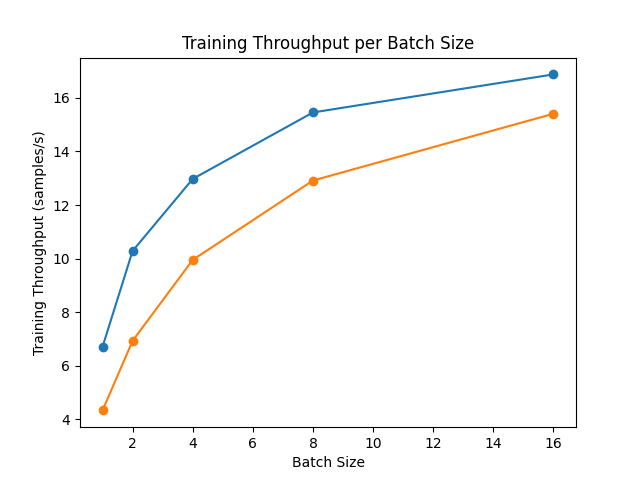 Training Throughput per Batch Size
Training Throughput (samples/s)
16
14
12
10
8
6
4
2 4 6 8 10 12 14 16
Batch Size